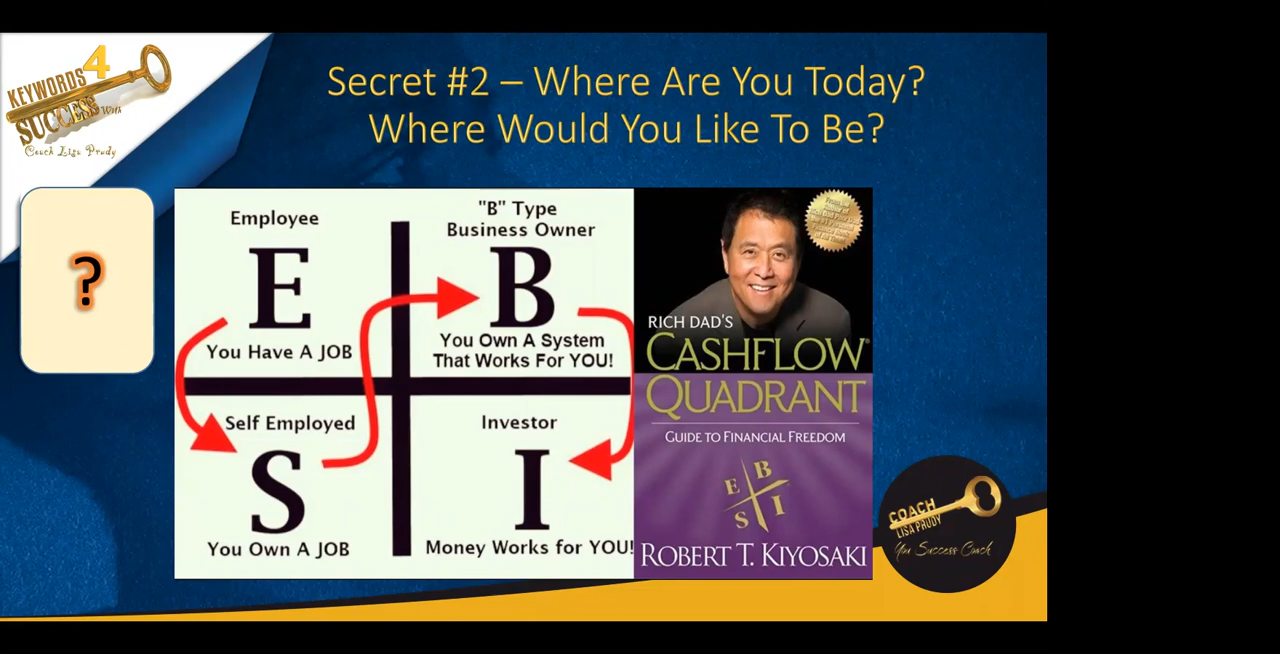 KEYWORDS 4
SUCCESS With
Coach Lisa Prudy
Secret #2 – Where Are You Today?
Where Would You Like To Be?
?
Employee
E
You Have A JOB
"B" Type
Business Owner
B
You Own A System
That Works For YOU!
Self Employed
S
You Own A JOB
Investor
I
Money Works for YOU!
RICH DAD'S
CASHFLOW®
QUADRANT
GUIDE TO FINANCIAL FREEDOM
E B
S I
ROBERT T. KIYOSAKI
COACH
LISA PRUDY
You Success Coach